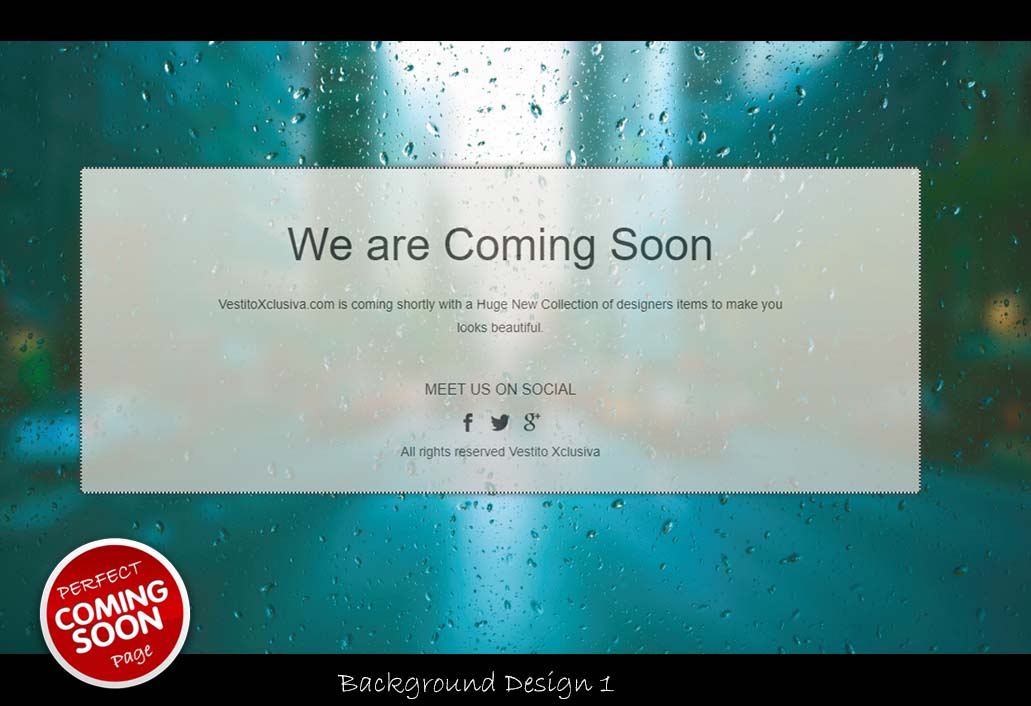 We are Coming Soon
VestitoXclusiva.com is coming shortly with a Huge New Collection of designers items to make you
looks beautiful.
MEET US ON SOCIAL
All rights reserved Vestito Xclusiva
PERFECT
COMING
SOON
Page
Background Design 1